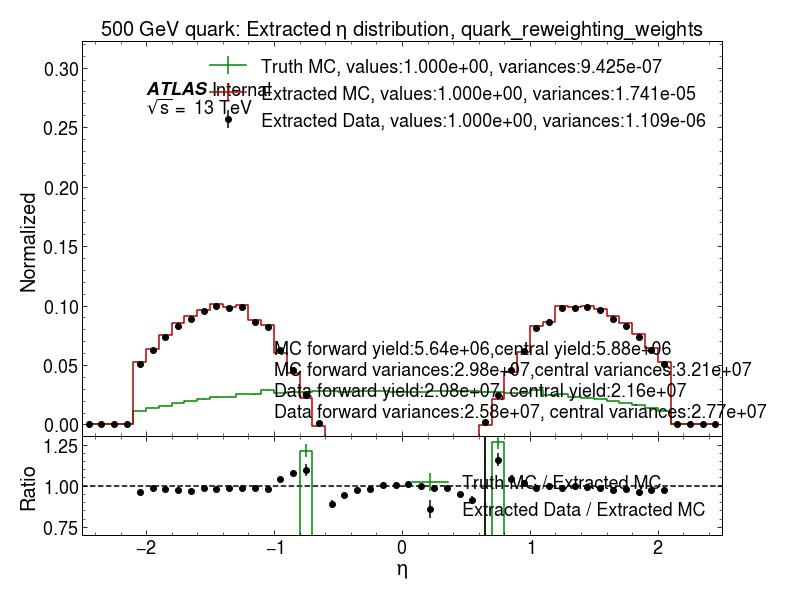 500 GeV quark: Extracted η distribution, quark_reweighting_weights
Truth MC, values:1.000e+00, variances:9.425e-07
ATLAS Internal
Extracted MC, values:1.000e+00, variances:1.741e-05
√s = 13 TeV
Extracted Data, values:1.000e+00, variances:1.109e-06
Normalized
0.30
0.25
0.20
0.15
0.10
0.05
0.00
MC forward yield:5.64e+06,central yield:5.88e+06
MC forward variances:2.98e+07,central variances:3.21e+07
Data forward yield:2.08e+07, central yield:2.16e+07
Data forward variances:2.58e+07, central variances:2.77e+07
Ratio
1.25
1.00
0.75
Truth MC / Extracted MC
Extracted Data / Extracted MC
−2 −1 0 1 2
η